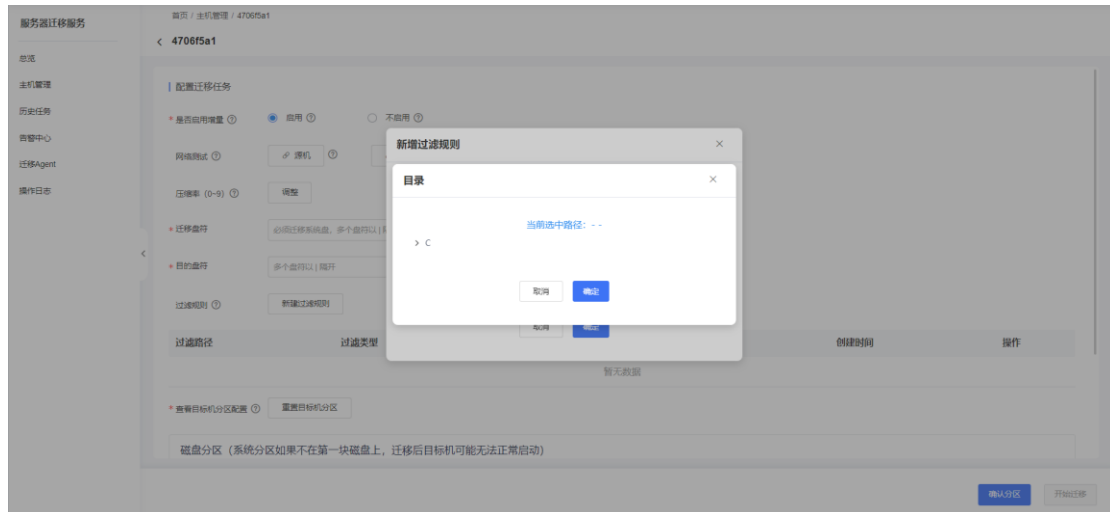 服务器迁移服务
总览
主机管理
历史任务
告警中心
迁移Agent
操作日志
首页 / 主机管理 / 4706f5a1
4706f5a1
配置迁移任务
* 是否启用增量 启用 不启用
网络测试 源机
压缩率 (0~9) 调整
* 迁移盘符 必须迁移系统盘，多个盘符以 |
* 目的盘符 多个盘符以 | 隔开
过滤规则 新建过滤规则
过滤路径 过滤类型 创建时间 操作
暂无数据
* 查看目标机分区配置 重置目标机分区
磁盘分区（系统分区如果不在第一块磁盘上，迁移后目标机可能无法正常启动）
确认分区 开始迁移
新增过滤规则
目录
当前选中路径: - -
C
取消 确定
取消 确定